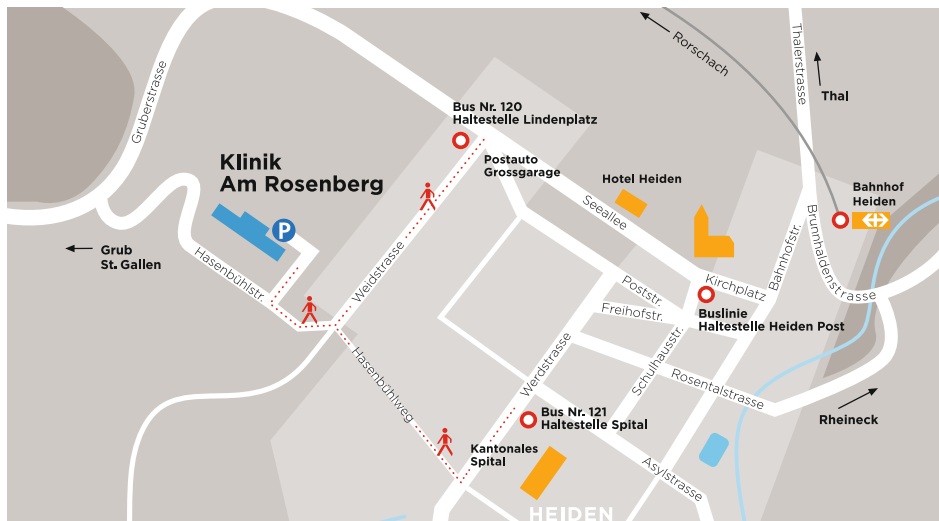 Rorschach
Thalerstrasse
Thal
Gruberstrasse
Bus Nr. 120
Haltestelle Lindenplatz
Klinik
Am Rosenberg
P
Postauto
Grossgarage
Hotel Heiden
Seeallee
Bahnhof
Heiden
Grub
St. Gallen
Hasenbühlstr.
Weidstrasse
Bahnhofstr.
Brunnhaldenstrasse
Kirchplatz
Poststr.
Freihofstr.
Buslinie
Haltestelle Heiden Post
Schulhausstr.
Werdstrasse
Rosentalstrasse
Hasenbühlweg
Rheineck
Bus Nr. 121
Haltestelle Spital
Kantonales
Spital
Asylstrasse
HEIDEN